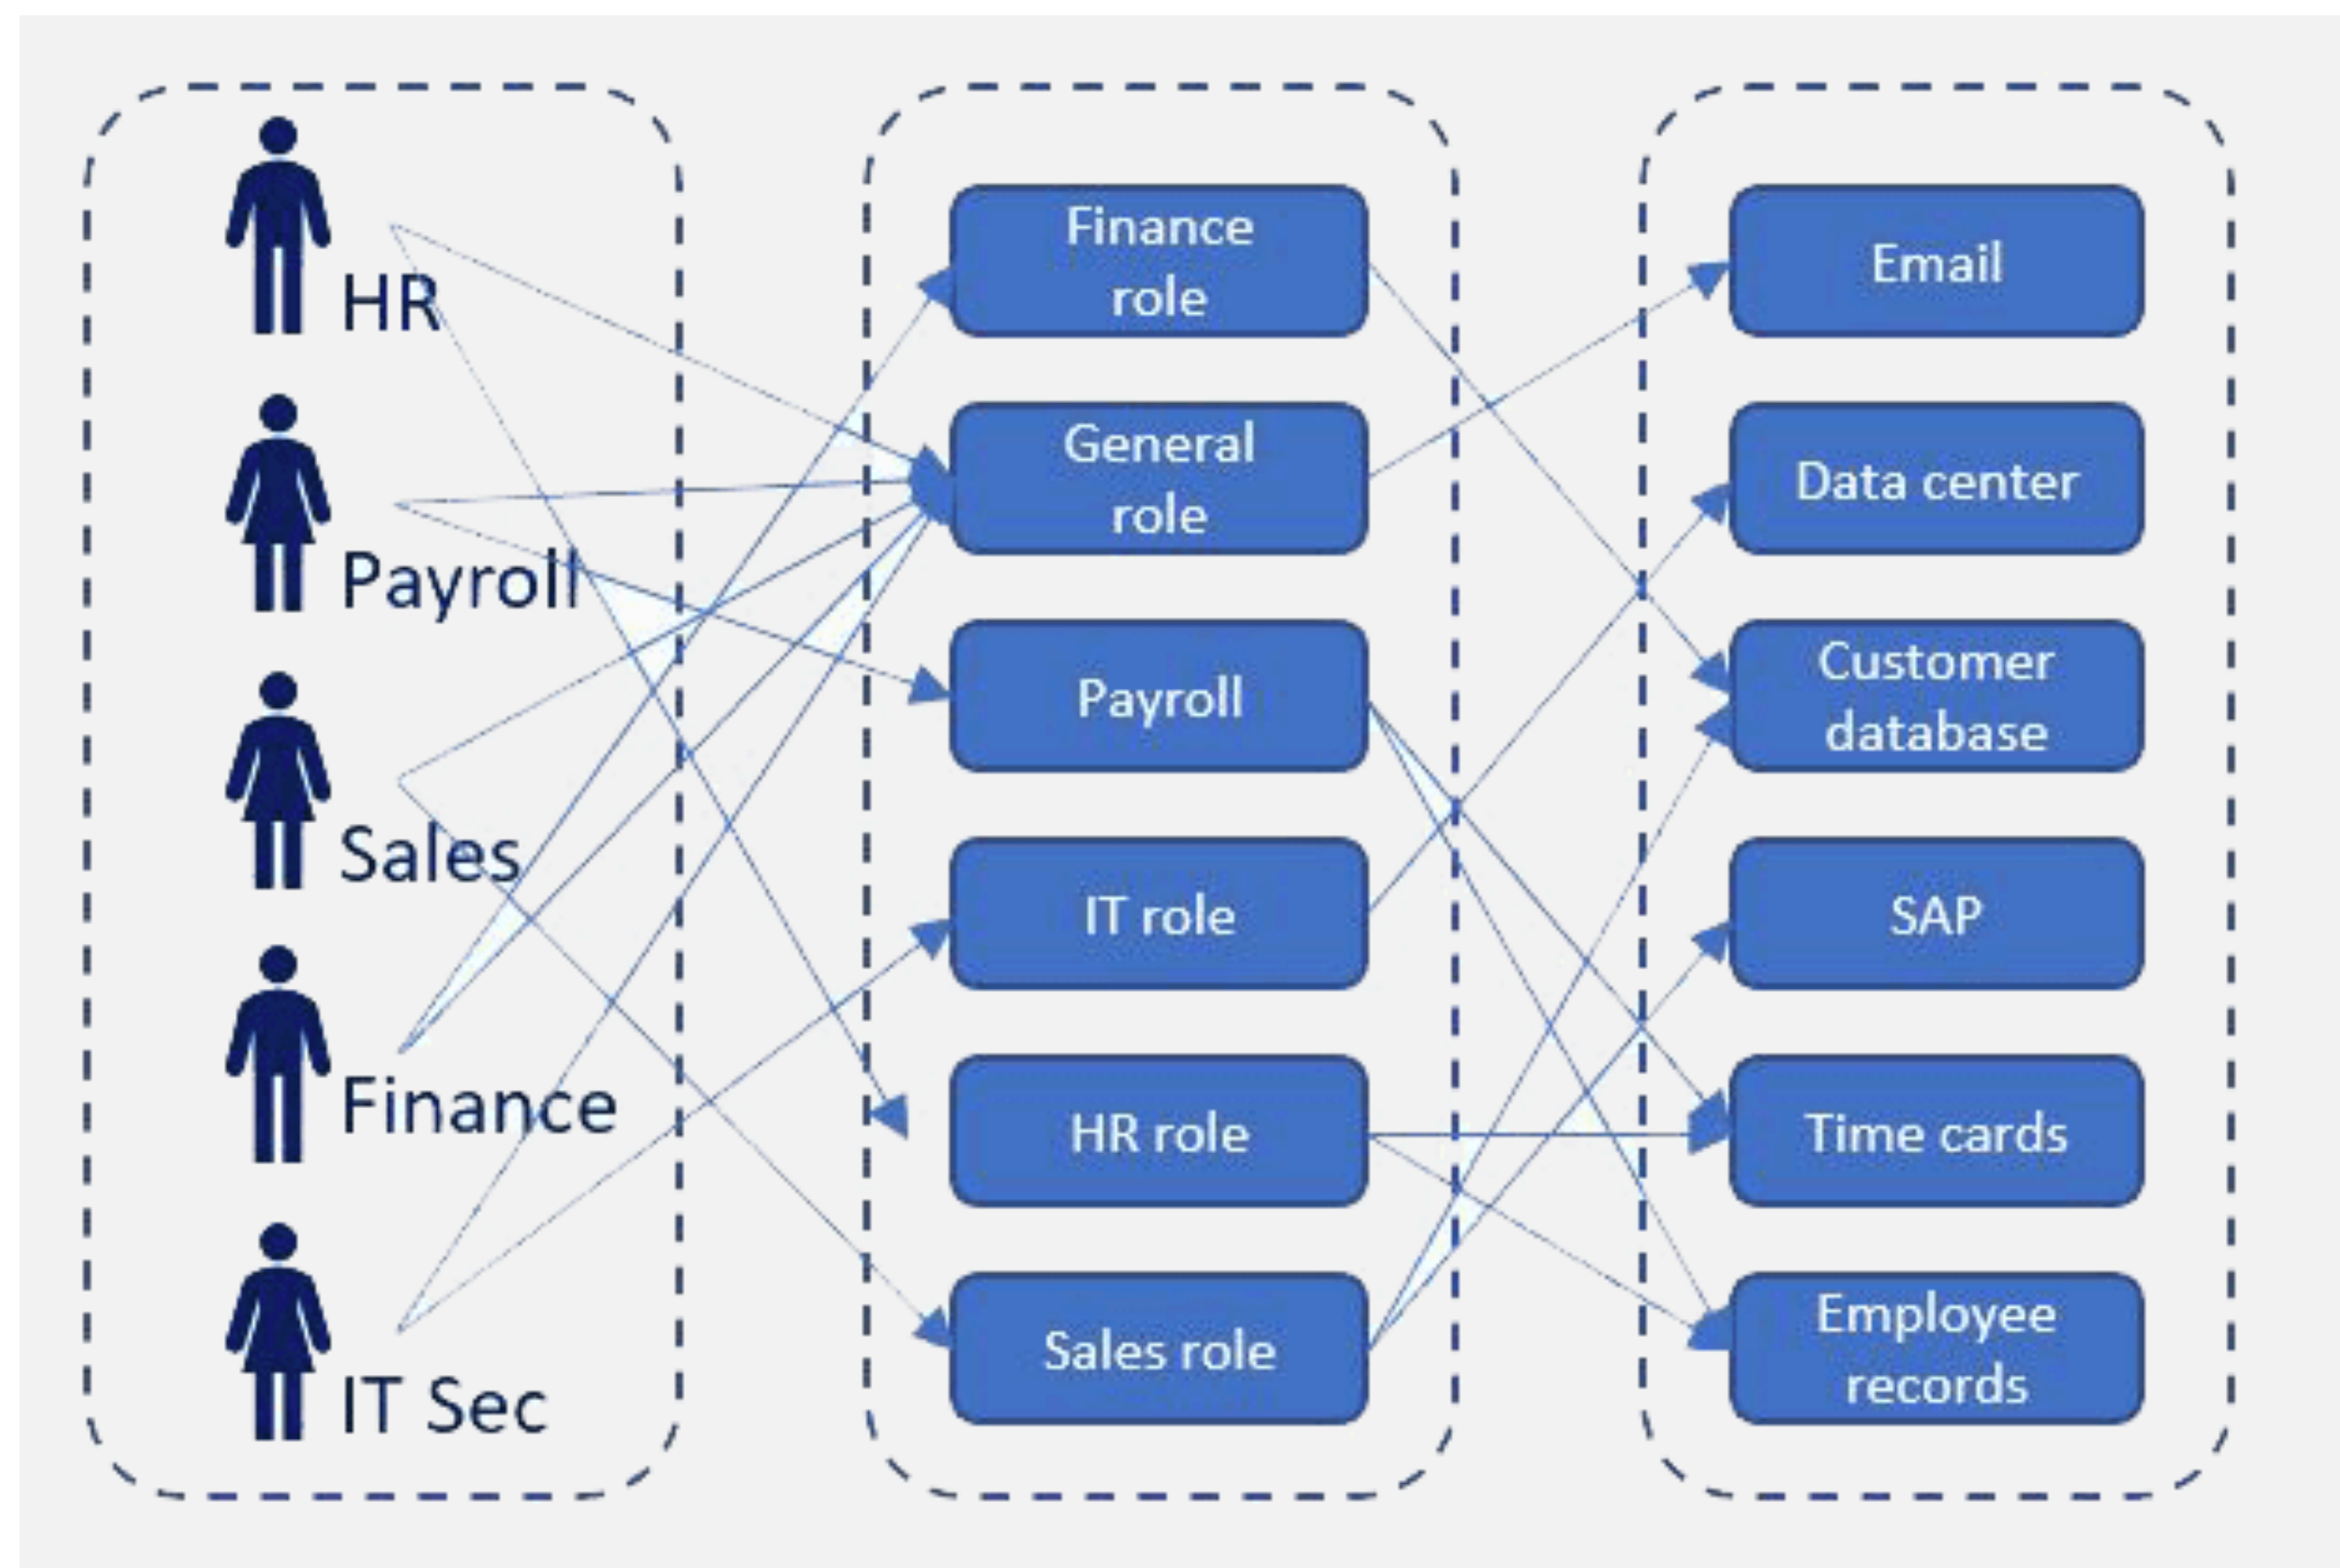 HR
Payroll
Sales
Finance
IT Sec
Finance
role
General
role
Payroll
IT role
HR role
Sales role
Email
Data center
Customer
database
SAP
Time cards
Employee
records